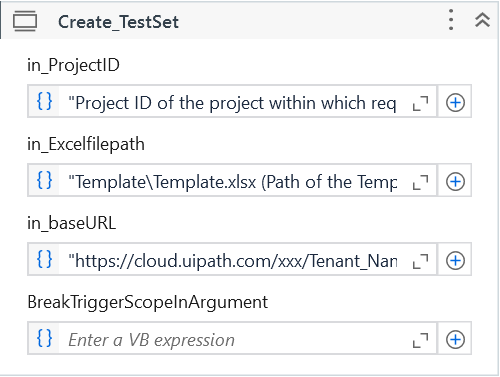 Create_TestSet
in_ProjectID
{} "Project ID of the project within which req
in_Excelfilepath
{} "Template\Template.xlsx (Path of the Temp
in_baseURL
{} "https://cloud.uipath.com/xxx/Tenant_Nan
BreakTriggerScopeInArgument
{} Enter a VB expression